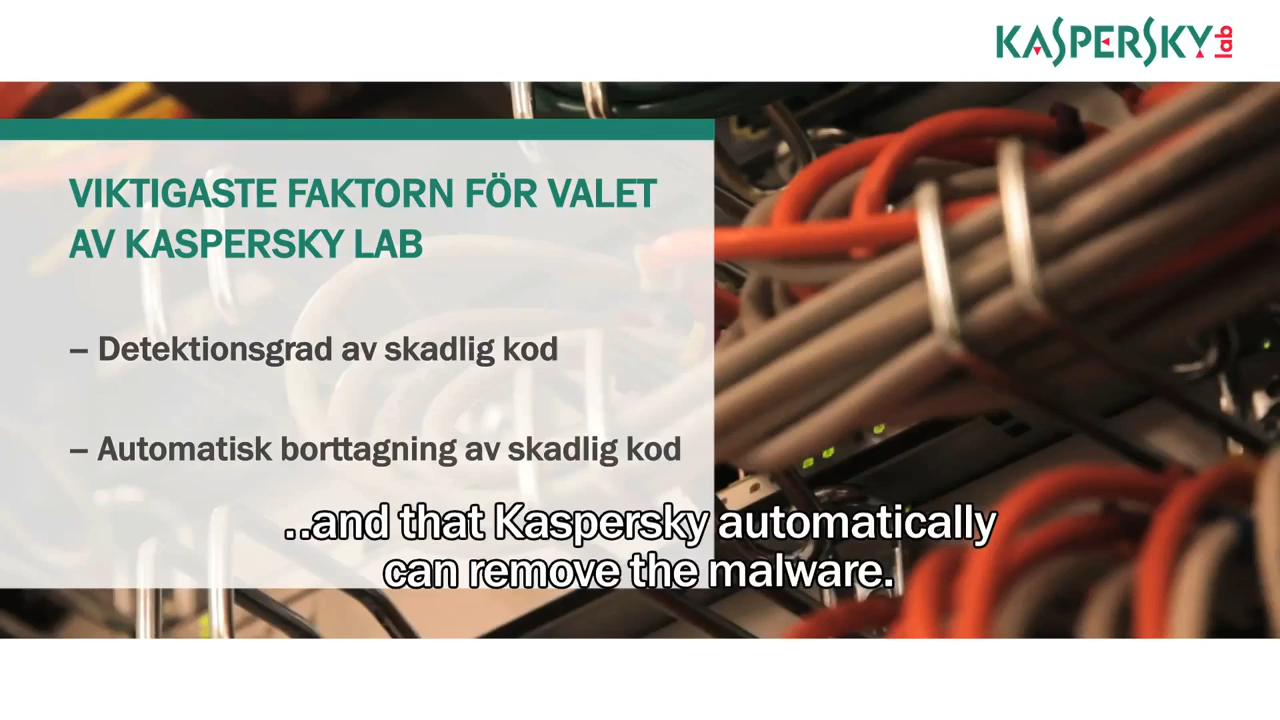 KASPERSKY lab
VIKTIGASTE FAKTORN FÖR VALET
AV KASPERSKY LAB
– Detektionsgrad av skadlig kod
– Automatisk borttagning av skadlig kod
..and that Kaspersky automatically
can remove the malware.